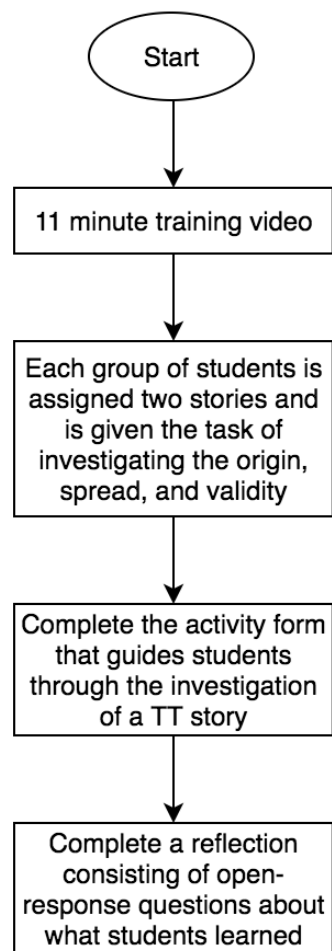 Start
11 minute training video
Each group of students is
assigned two stories and
is given the task of
investigating the origin,
spread, and validity
Complete the activity form
that guides students
through the investigation
of a TT story
Complete a reflection
consisting of open-
response questions about
what students learned